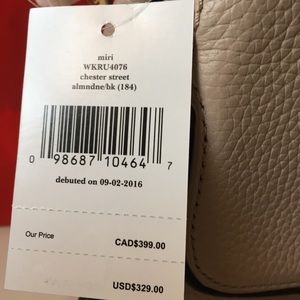 miri
WKRU4076
chester street
almndne/bk (184)
0 98687 10464 7
debuted on 09-02-2016
Our Price
CAD$399.00
USD$329.00